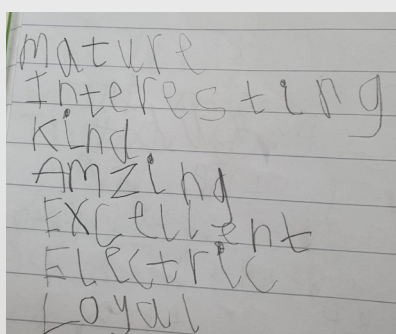 Mature
Interesting
Kind
AMZing
EXCellent
ELectric
Loyal